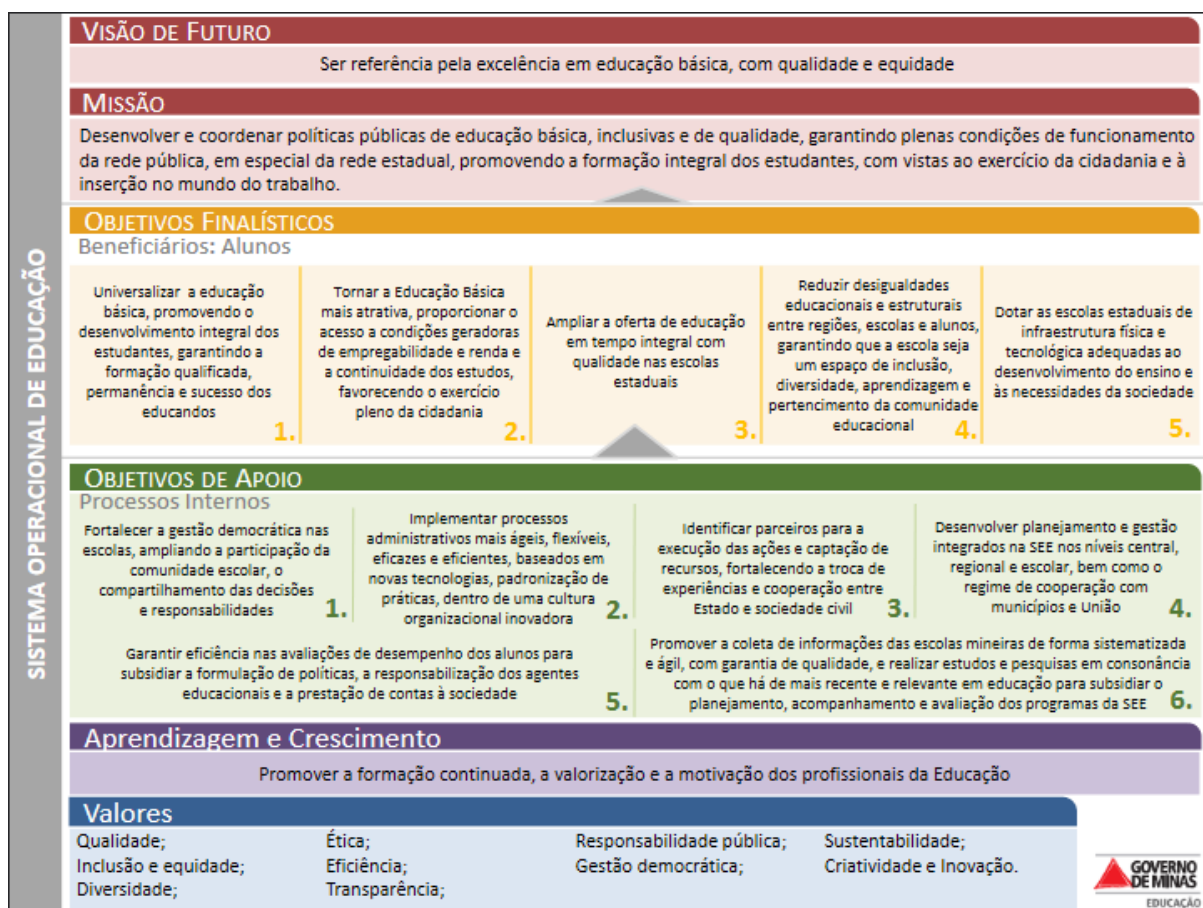 SISTEMA OPERACIONAL DE EDUCAÇÃO
VISÃO DE FUTURO
Ser referência pela excelência em educação básica, com qualidade e equidade
MISSÃO
Desenvolver e coordenar políticas públicas de educação básica, inclusivas e de qualidade, garantindo plenas condições de funcionamento
da rede pública, em especial da rede estadual, promovendo a formação integral dos estudantes, com vistas ao exercício da cidadania e à
inserção no mundo do trabalho.
OBJETIVOS FINALÍSTICOS
Beneficiários: Alunos
Universalizar a educação
básica, promovendo o
desenvolvimento integral dos
estudantes, garantindo a
formação qualificada,
permanência e sucesso dos
educandos
1.
Tornar a Educação Básica
mais atrativa, proporcionar o
acesso a condições geradoras
de empregabilidade e renda e
a continuidade dos estudos,
favorecendo o exercício
pleno da cidadania
2.
Ampliar a oferta de educação
em tempo integral com
qualidade nas escolas
estaduais
3.
Reduzir desigualdades
educacionais e estruturais
entre regiões, escolas e alunos,
garantindo que a escola seja
um espaço de inclusão,
diversidade, aprendizagem e
pertencimento da comunidade
educacional
4.
Dotar as escolas estaduais de
infraestrutura física e
tecnológica adequadas ao
desenvolvimento do ensino e
às necessidades da sociedade
5.
OBJETIVOS DE APOIO
Processos Internos
Fortalecer a gestão democrática nas
escolas, ampliando a participação da
comunidade escolar, o
compartilhamento das decisões
e responsabilidades
1.
Implementar processos
administrativos mais ágeis, flexíveis,
eficazes e eficientes, baseados em
novas tecnologias, padronização de
práticas, dentro de uma cultura
organizacional inovadora
2.
Identificar parceiros para a
execução das ações e captação de
recursos, fortalecendo a troca de
experiências e cooperação entre
Estado e sociedade civil
3.
Desenvolver planejamento e gestão
integrados na SEE nos níveis central,
regional e escolar, bem como o
regime de cooperação com
municípios e União
4.
Garantir eficiência nas avaliações de desempenho dos alunos para
subsidiar a formulação de políticas, a responsabilização dos agentes
educacionais e a prestação de contas à sociedade
5.
Promover a coleta de informações das escolas mineiras de forma sistematizada
e ágil, com garantia de qualidade, e realizar estudos e pesquisas em consonância
com o que há de mais recente e relevante em educação para subsidiar o
planejamento, acompanhamento e avaliação dos programas da SEE
6.
Aprendizagem e Crescimento
Promover a formação continuada, a valorização e a motivação dos profissionais da Educação
Valores
Qualidade;
Inclusão e equidade;
Diversidade;
Ética;
Eficiência;
Transparência;
Responsabilidade pública;
Gestão democrática;
Sustentabilidade;
Criatividade e Inovação.
GOVERNO
DE MINAS
EDUCAÇÃO